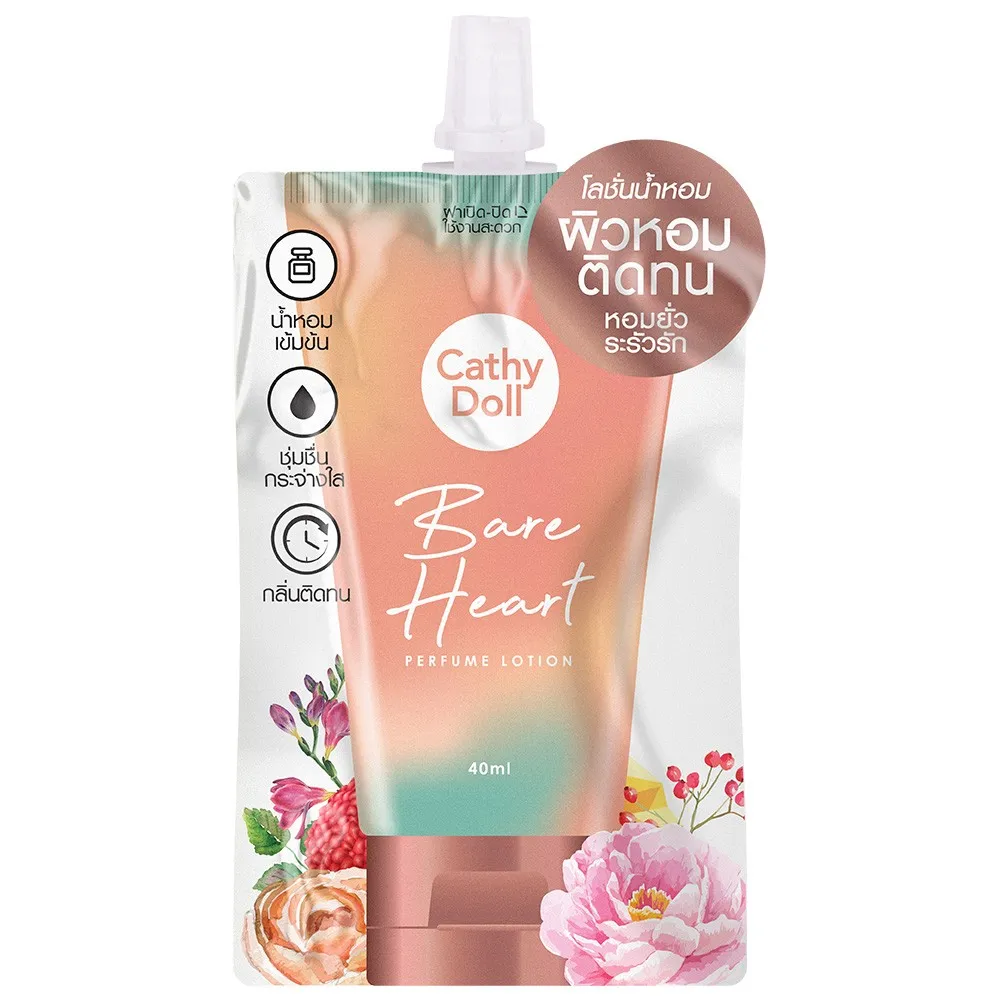 ฝาเปิด-ปิด
ใช้งานสะดวก
โลชั่นน้ำหอม
ผิวหอม
ติดทน
หอมยั่ว
ระรัวรัก
น้ำหอม
เข้มข้น
ชุ่มชื่น
กระจ่างใส
กลิ่นติดทน
Cathy
Doll
Bare
Heart
PERFUME LOTION
40ml